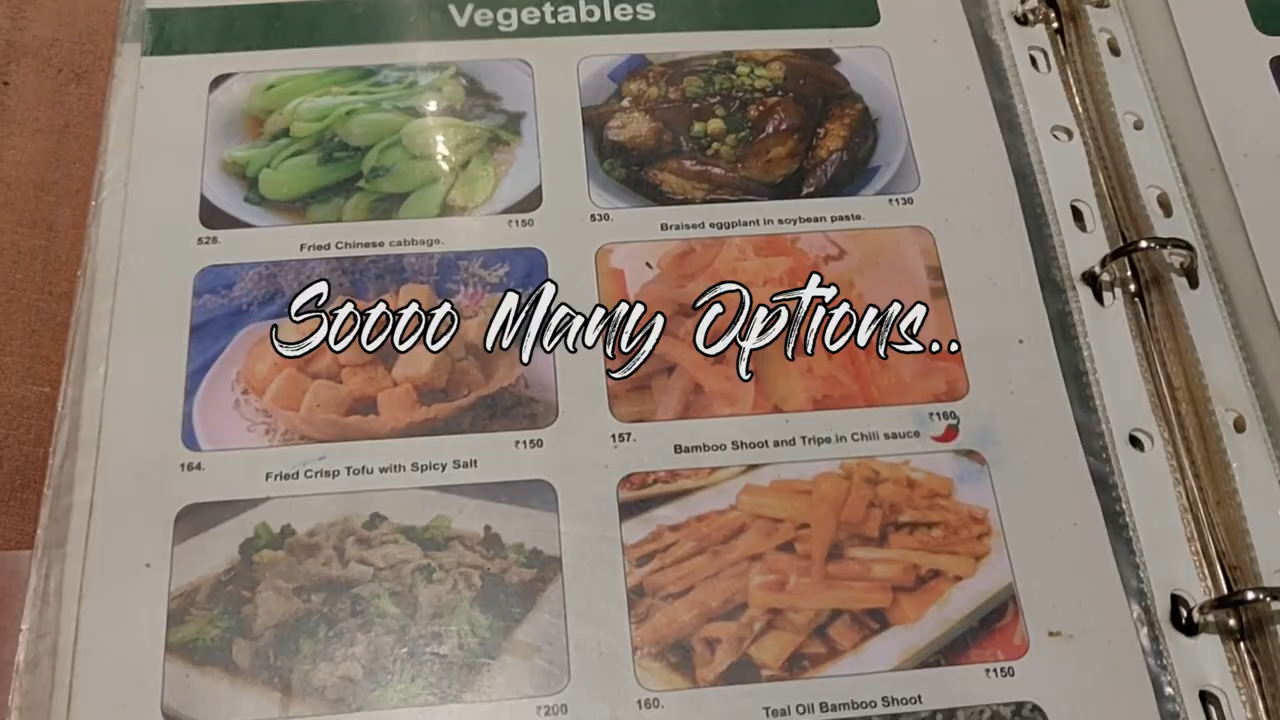 Vegetables
₹150
528.
Fried Chinese cabbage.
₹130
530.
Braised eggplant in soybean paste.
Soooo Many Options..
₹150
164.
Fried Crisp Tofu with Spicy Salt
₹160
157.
Bamboo Shoot and Tripe in Chili sauce
₹200
₹150
160.
Teal Oil Bamboo Shoot